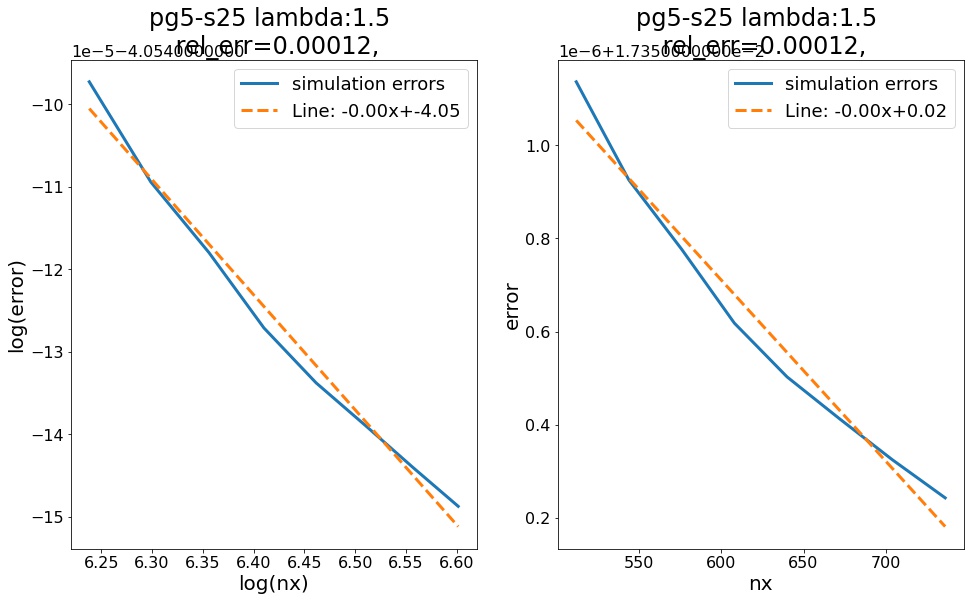 pg5-s25 lambda:1.5
rel_err=0.00012,
1e−5−4.0540000000
simulation errors
Line: -0.00x+-4.05
−10
−11
−12
−13
−14
−15
log(error)
6.25 6.30 6.35 6.40 6.45 6.50 6.55 6.60
log(nx)
pg5-s25 lambda:1.5
rel_err=0.00012,
1e−6+1.7350000000e−2
simulation errors
Line: -0.00x+0.02
1.0
0.8
0.6
0.4
0.2
error
550 600 650 700
nx